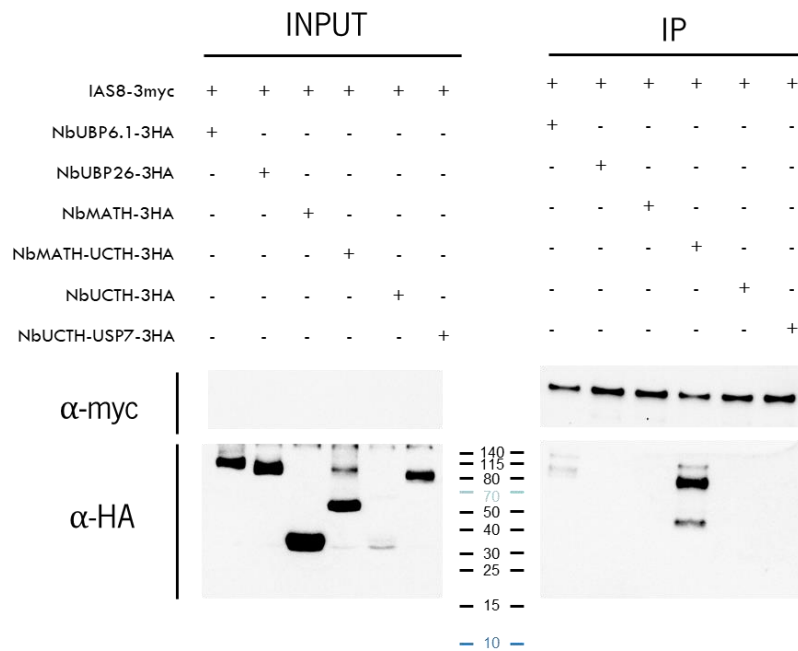 INPUT IP
IAS8-3myc + + + + + + + + + + + +
NbUBP6.1-3HA + - - - - - + - - - - -
NbUBP26-3HA - + - - - - - + - - - -
NbMATH-3HA - - + - - - - - + - - -
NbMATH-UCTH-3HA - - - + - - - - - + - -
NbUCTH-3HA - - - - + - - - - - + -
NbUCTH-USP7-3HA - - - - - + - - - - - +
α-myc
α-HA
140
115
80
70
50
40
30
25
15
10